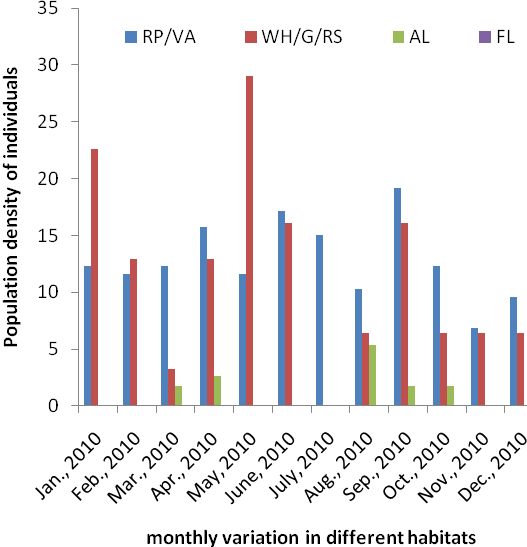 35
30
25
20
15
10
5
0
Population density of individuals
RP/VA WH/G/RS AL FL
Jan., 2010
Feb., 2010
Mar., 2010
Apr., 2010
May, 2010
June, 2010
July, 2010
Aug., 2010
Sep., 2010
Oct., 2010
Nov., 2010
Dec., 2010
monthly variation in different habitats